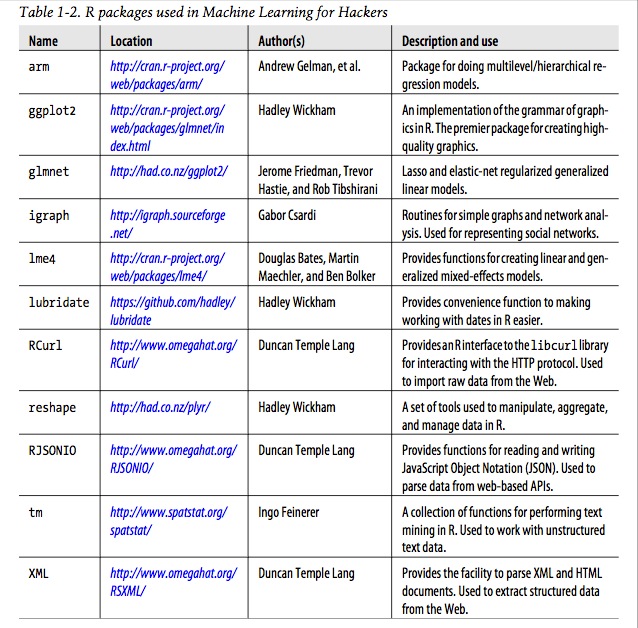 Table 1-2. R packages used in Machine Learning for Hackers
Name Location Author(s) Description and use
arm http://cran.r-project.org/ Andrew Gelman, et al. Package for doing multilevel/hierarchical re-
web/packages/arm/ gression models.
ggplot2 http://cran.r-project.org/ Hadley Wickham An implementation of the grammar of graph-
web/packages/glmnet/in ics in R. The premier package for creating high-
dex.html quality graphics.
glmnet http://had.co.nz/ggplot2/ Jerome Friedman, Trevor Lasso and elastic-net regularized generalized
Hastie, and Rob Tibshirani linear models.
igraph http://igraph.sourceforge Gabor Csardi Routines for simple graphs and network anal-
.net/ ysis. Used for representing social networks.
lme4 http://cran.r-project.org/ Douglas Bates, Martin Provides functions for creating linear and gen-
web/packages/lme4/ Maechler, and Ben Bolker eralized mixed-effects models.
lubridate https://github.com/hadley/ Hadley Wickham Provides convenience function to making
lubridate working with dates in R easier.
RCurl http://www.omegahat.org/ Duncan Temple Lang Provides an R interface to the libcurl library
RCurl/ for interacting with the HTTP protocol. Used
to import raw data from the Web.
reshape http://had.co.nz/plyr/ Hadley Wickham A set of tools used to manipulate, aggregate,
and manage data in R.
RJSONIO http://www.omegahat.org/ Duncan Temple Lang Provides functions for reading and writing
RJSONIO/ JavaScript Object Notation (JSON). Used to
parse data from web-based APIs.
tm http://www.spatstat.org/ Ingo Feinerer A collection of functions for performing text
spatstat/ mining in R. Used to work with unstructured
text data.
XML http://www.omegahat.org/ Duncan Temple Lang Provides the facility to parse XML and HTML
RSXML/ documents. Used to extract structured data
from the Web.